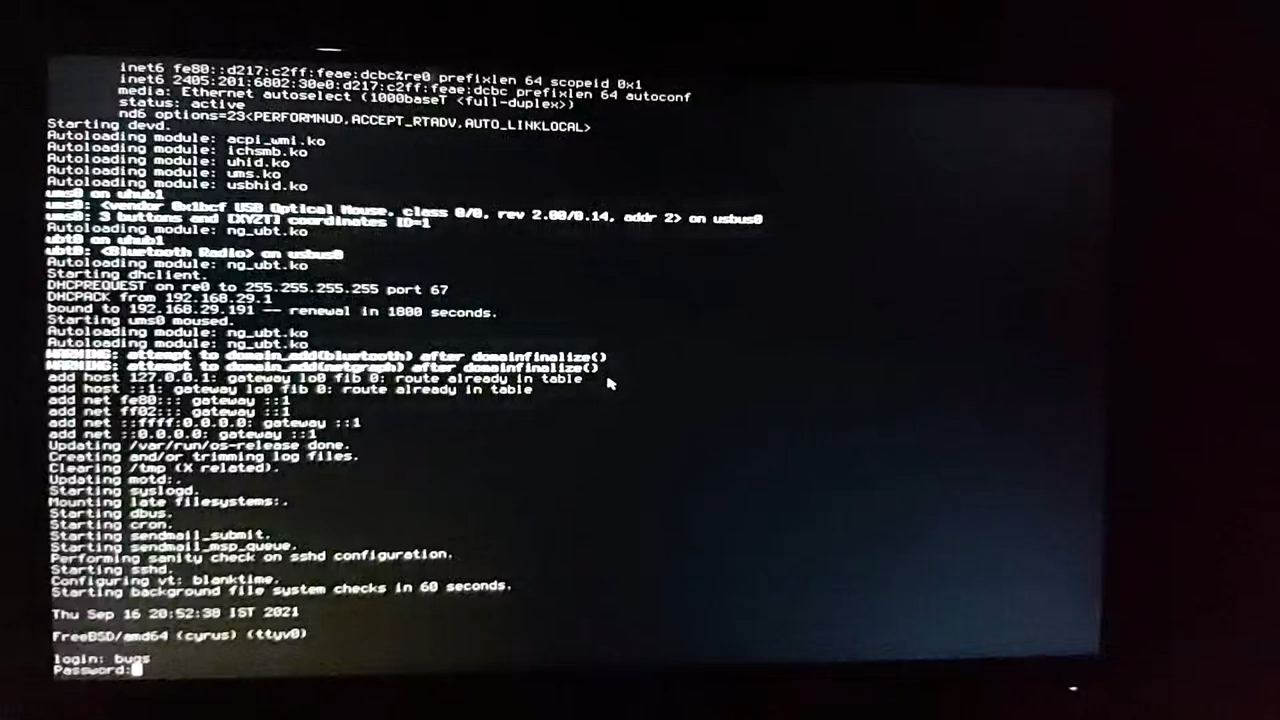 inet6 fe80::d217:c2ff:feae:dcbc%re0 prefixlen 64 scopeid 0x1
inet6 2405:201:6802:30e0:d217:c2ff:feae:dcbc prefixlen 64 autoconf
media: Ethernet autoselect (1000baseT <full-duplex>)
status: active
nd6 options=23<PERFORMNUD,ACCEPT_RTADV,AUTO_LINKLOCAL>
Starting devd.
Autoloading module: acpi_wmi.ko
Autoloading module: ichsmb.ko
Autoloading module: uhid.ko
Autoloading module: ums.ko
Autoloading module: usbhid.ko
ums0 on uhub1
ums0: <vendor 0x1bcf USB Optical Mouse, class 0/0, rev 2.00/0.14, addr 2> on usbus0
ums0: 3 buttons and [XYZT] coordinates ID=1
Autoloading module: ng_ubt.ko
ubt0 on uhub1
ubt0: <Bluetooth Radio> on usbus0
Autoloading module: ng_ubt.ko
Starting dhclient.
DHCPREQUEST on re0 to 255.255.255.255 port 67
DHCPACK from 192.168.29.1
bound to 192.168.29.191 -- renewal in 1800 seconds.
Starting ums0 moused.
Autoloading module: ng_ubt.ko
Autoloading module: ng_ubt.ko
WARNING: attempt to domain_add(bluetooth) after domainfinalize()
WARNING: attempt to domain_add(netgraph) after domainfinalize()
add host 127.0.0.1: gateway lo0 fib 0: route already in table
add host ::1: gateway lo0 fib 0: route already in table
add net fe80::: gateway ::1
add net ff02::: gateway ::1
add net ::ffff:0.0.0.0: gateway ::1
add net ::0.0.0.0: gateway ::1
Updating /var/run/os-release done.
Creating and/or trimming log files.
Clearing /tmp (X related).
Updating motd:.
Starting syslogd.
Mounting late filesystems:.
Starting dbus.
Starting cron.
Starting sendmail_submit.
Starting sendmail_msp_queue.
Performing sanity check on sshd configuration.
Starting sshd.
Configuring vt: blanktime.
Starting background file system checks in 60 seconds.
Thu Sep 16 20:52:38 IST 2021
FreeBSD/amd64 (cyrus) (ttyv0)
login: bugs
Password: